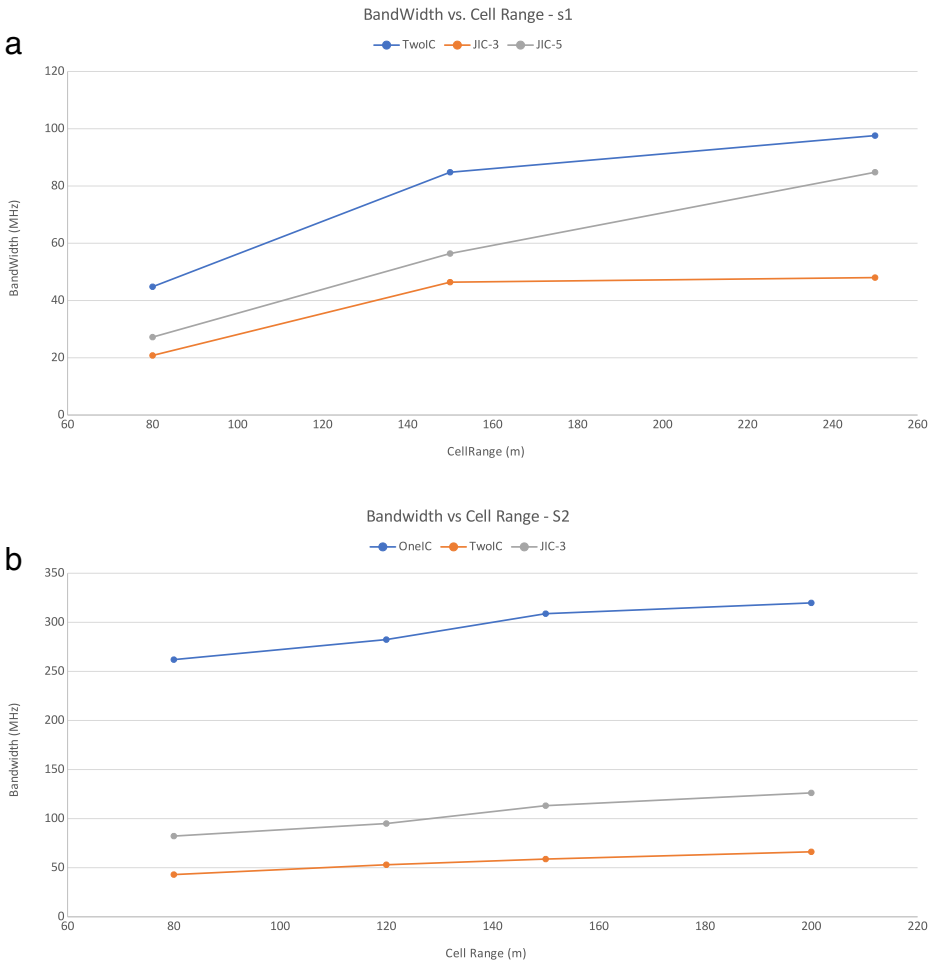 BandWidth vs. Cell Range - s1
a
TwoIC JIC-3 JIC-5
120
100
80
60
40
20
0
BandWidth (MHz)
60 80 100 120 140 160 180 200 220 240 260
CellRange (m)
Bandwidth vs Cell Range - S2
b
OneIC TwoIC JIC-3
350
300
250
200
150
100
50
0
Bandwidth (MHz)
60 80 100 120 140 160 180 200 220
Cell Range (m)